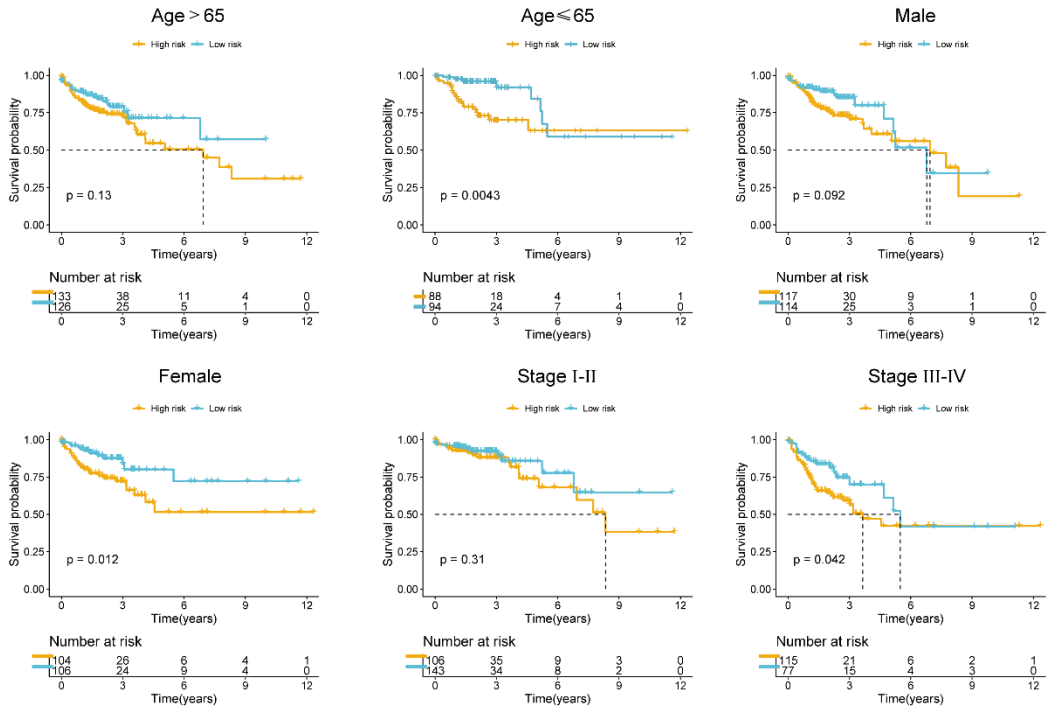 Age > 65
High risk Low risk
Survival probability
1.00
0.75
0.50
0.25
0.00
p = 0.13
0 3 6 9 12
Time(years)
Number at risk
133 38 11 4 0
126 25 5 1 0
0 3 6 9 12
Time(years)
Age⩽65
High risk Low risk
Survival probability
1.00
0.75
0.50
0.25
0.00
p = 0.0043
0 3 6 9 12
Time(years)
Number at risk
88 18 4 1 1
94 24 7 4 0
0 3 6 9 12
Time(years)
Male
High risk Low risk
Survival probability
1.00
0.75
0.50
0.25
0.00
p = 0.092
0 3 6 9 12
Time(years)
Number at risk
117 30 9 1 0
114 25 3 1 0
0 3 6 9 12
Time(years)
Female
High risk Low risk
Survival probability
1.00
0.75
0.50
0.25
0.00
p = 0.012
0 3 6 9 12
Time(years)
Number at risk
104 26 6 4 1
106 24 9 4 0
0 3 6 9 12
Time(years)
Stage I-II
High risk Low risk
Survival probability
1.00
0.75
0.50
0.25
0.00
p = 0.31
0 3 6 9 12
Time(years)
Number at risk
106 35 9 3 0
143 34 8 2 0
0 3 6 9 12
Time(years)
Stage III-IV
High risk Low risk
Survival probability
1.00
0.75
0.50
0.25
0.00
p = 0.042
0 3 6 9 12
Time(years)
Number at risk
115 21 6 2 1
77 15 4 3 0
0 3 6 9 12
Time(years)